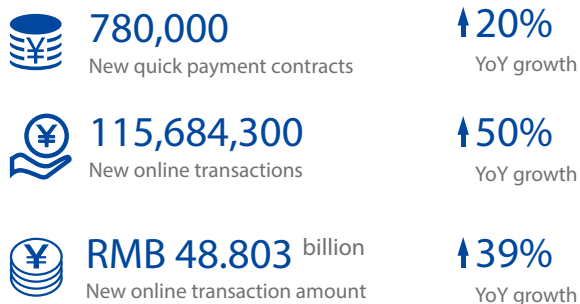 780,000
20%
New quick payment contracts
YoY growth
115,684,300
50%
New online transactions
YoY growth
RMB 48.803 billion
39%
New online transaction amount
YoY growth